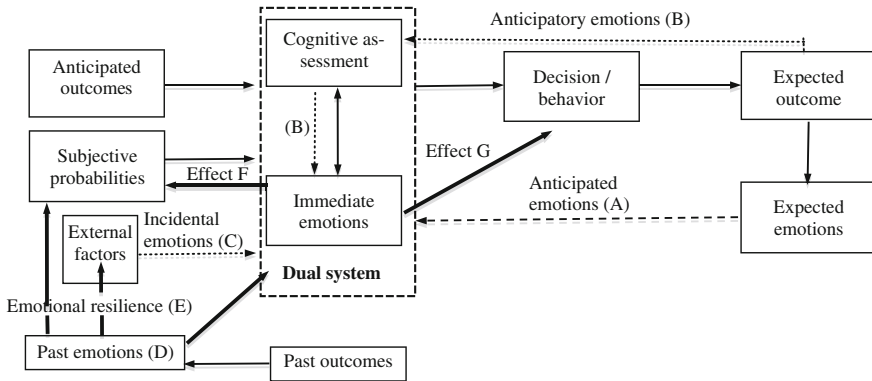 Anticipatory emotions (B)
Cognitive as-
sessment
Anticipated
outcomes
Decision /
behavior
Expected
outcome
(B)
Subjective
probabilities
Effect F
Effect G
Immediate
emotions
Anticipated
emotions (A)
Expected
emotions
External
factors
Incidental
emotions (C)
Dual system
Emotional resilience (E)
Past emotions (D)
Past outcomes